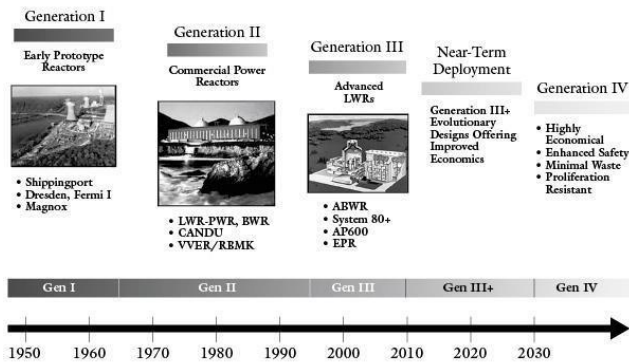 Generation I
Early Prototype
Reactors
• Shippingport
• Dresden, Fermi I
• Magnox
Generation II
Commercial Power
Reactors
• LWR-PWR, BWR
• CANDU
• VVER/RBMK
Generation III
Advanced
LWRs
• ABWR
• System 80+
• AP600
• EPR
Near-Term
Deployment
Generation III+
Evolutionary
Designs Offering
Improved
Economics
Generation IV
• Highly
Economical
• Enhanced Safety
• Minimal Waste
• Proliferation
Resistant
Gen I Gen II Gen III Gen III+ Gen IV
1950 1960 1970 1980 1990 2000 2010 2020 2030